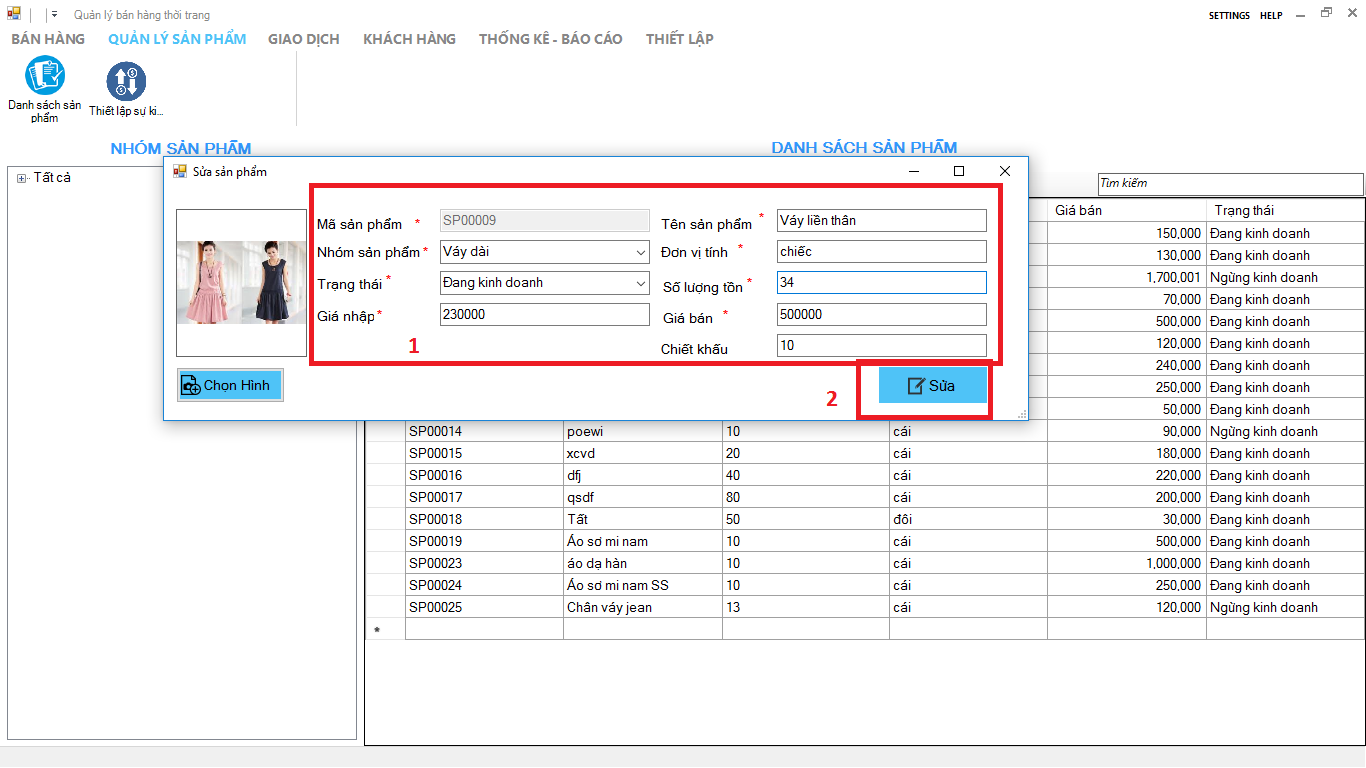 Quản lý bán hàng thời trang
SETTINGS HELP
BÁN HÀNG QUẢN LÝ SẢN PHẨM GIAO DỊCH KHÁCH HÀNG THỐNG KÊ - BÁO CÁO THIẾT LẬP
Danh sách sản
phẩm
Thiết lập sự ki...
NHÓM SẢN PHẨM
DANH SÁCH SẢN PHẨM
Tất cả
Tìm kiếm
Sửa sản phẩm
Mã sản phẩm * SP00009 Tên sản phẩm * Váy liền thân
Nhóm sản phẩm * Váy dài Đơn vị tính * chiếc
Trạng thái * Đang kinh doanh Số lượng tồn * 34
Giá nhập * 230000 Giá bán * 500000
1
Chiết khấu 10
Chọn Hình
2
Sửa
Giá bán Trạng thái
150,000 Đang kinh doanh
130,000 Đang kinh doanh
1,700,001 Ngừng kinh doanh
70,000 Đang kinh doanh
500,000 Đang kinh doanh
120,000 Đang kinh doanh
240,000 Đang kinh doanh
250,000 Đang kinh doanh
50,000 Đang kinh doanh
SP00014 poewi 10 cái 90,000 Ngừng kinh doanh
SP00015 xcvd 20 cái 180,000 Đang kinh doanh
SP00016 dfj 40 cái 220,000 Đang kinh doanh
SP00017 qsdf 80 cái 200,000 Đang kinh doanh
SP00018 Tất 50 đôi 30,000 Đang kinh doanh
SP00019 Áo sơ mi nam 10 cái 500,000 Đang kinh doanh
SP00023 áo dạ hàn 10 cái 1,000,000 Đang kinh doanh
SP00024 Áo sơ mi nam SS 10 cái 250,000 Đang kinh doanh
SP00025 Chân váy jean 13 cái 120,000 Ngừng kinh doanh
*